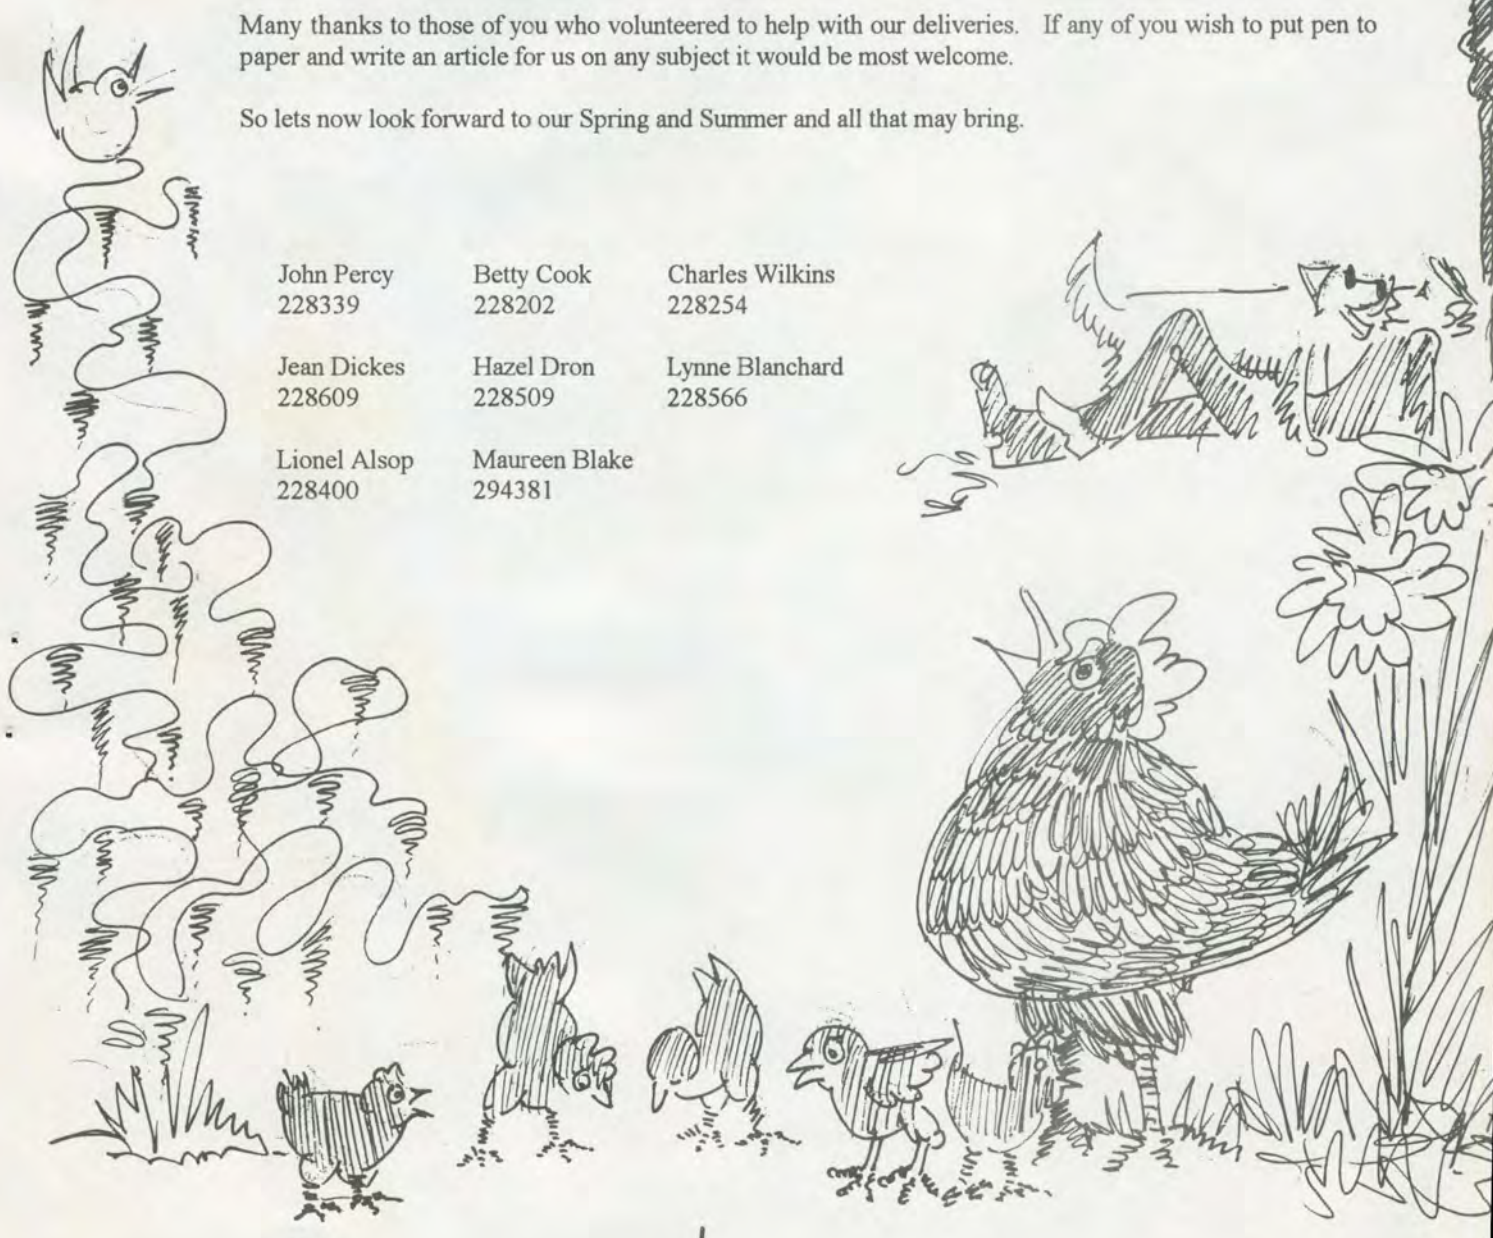 Many thanks to those of you who volunteered to help with our deliveries. If any of you wish to put pen to
paper and write an article for us on any subject it would be most welcome.
So lets now look forward to our Spring and Summer and all that may bring.
John Percy Betty Cook Charles Wilkins
228339 228202 228254
Jean Dickes Hazel Dron Lynne Blanchard
228609 228509 228566
Lionel Alsop Maureen Blake
228400 294381